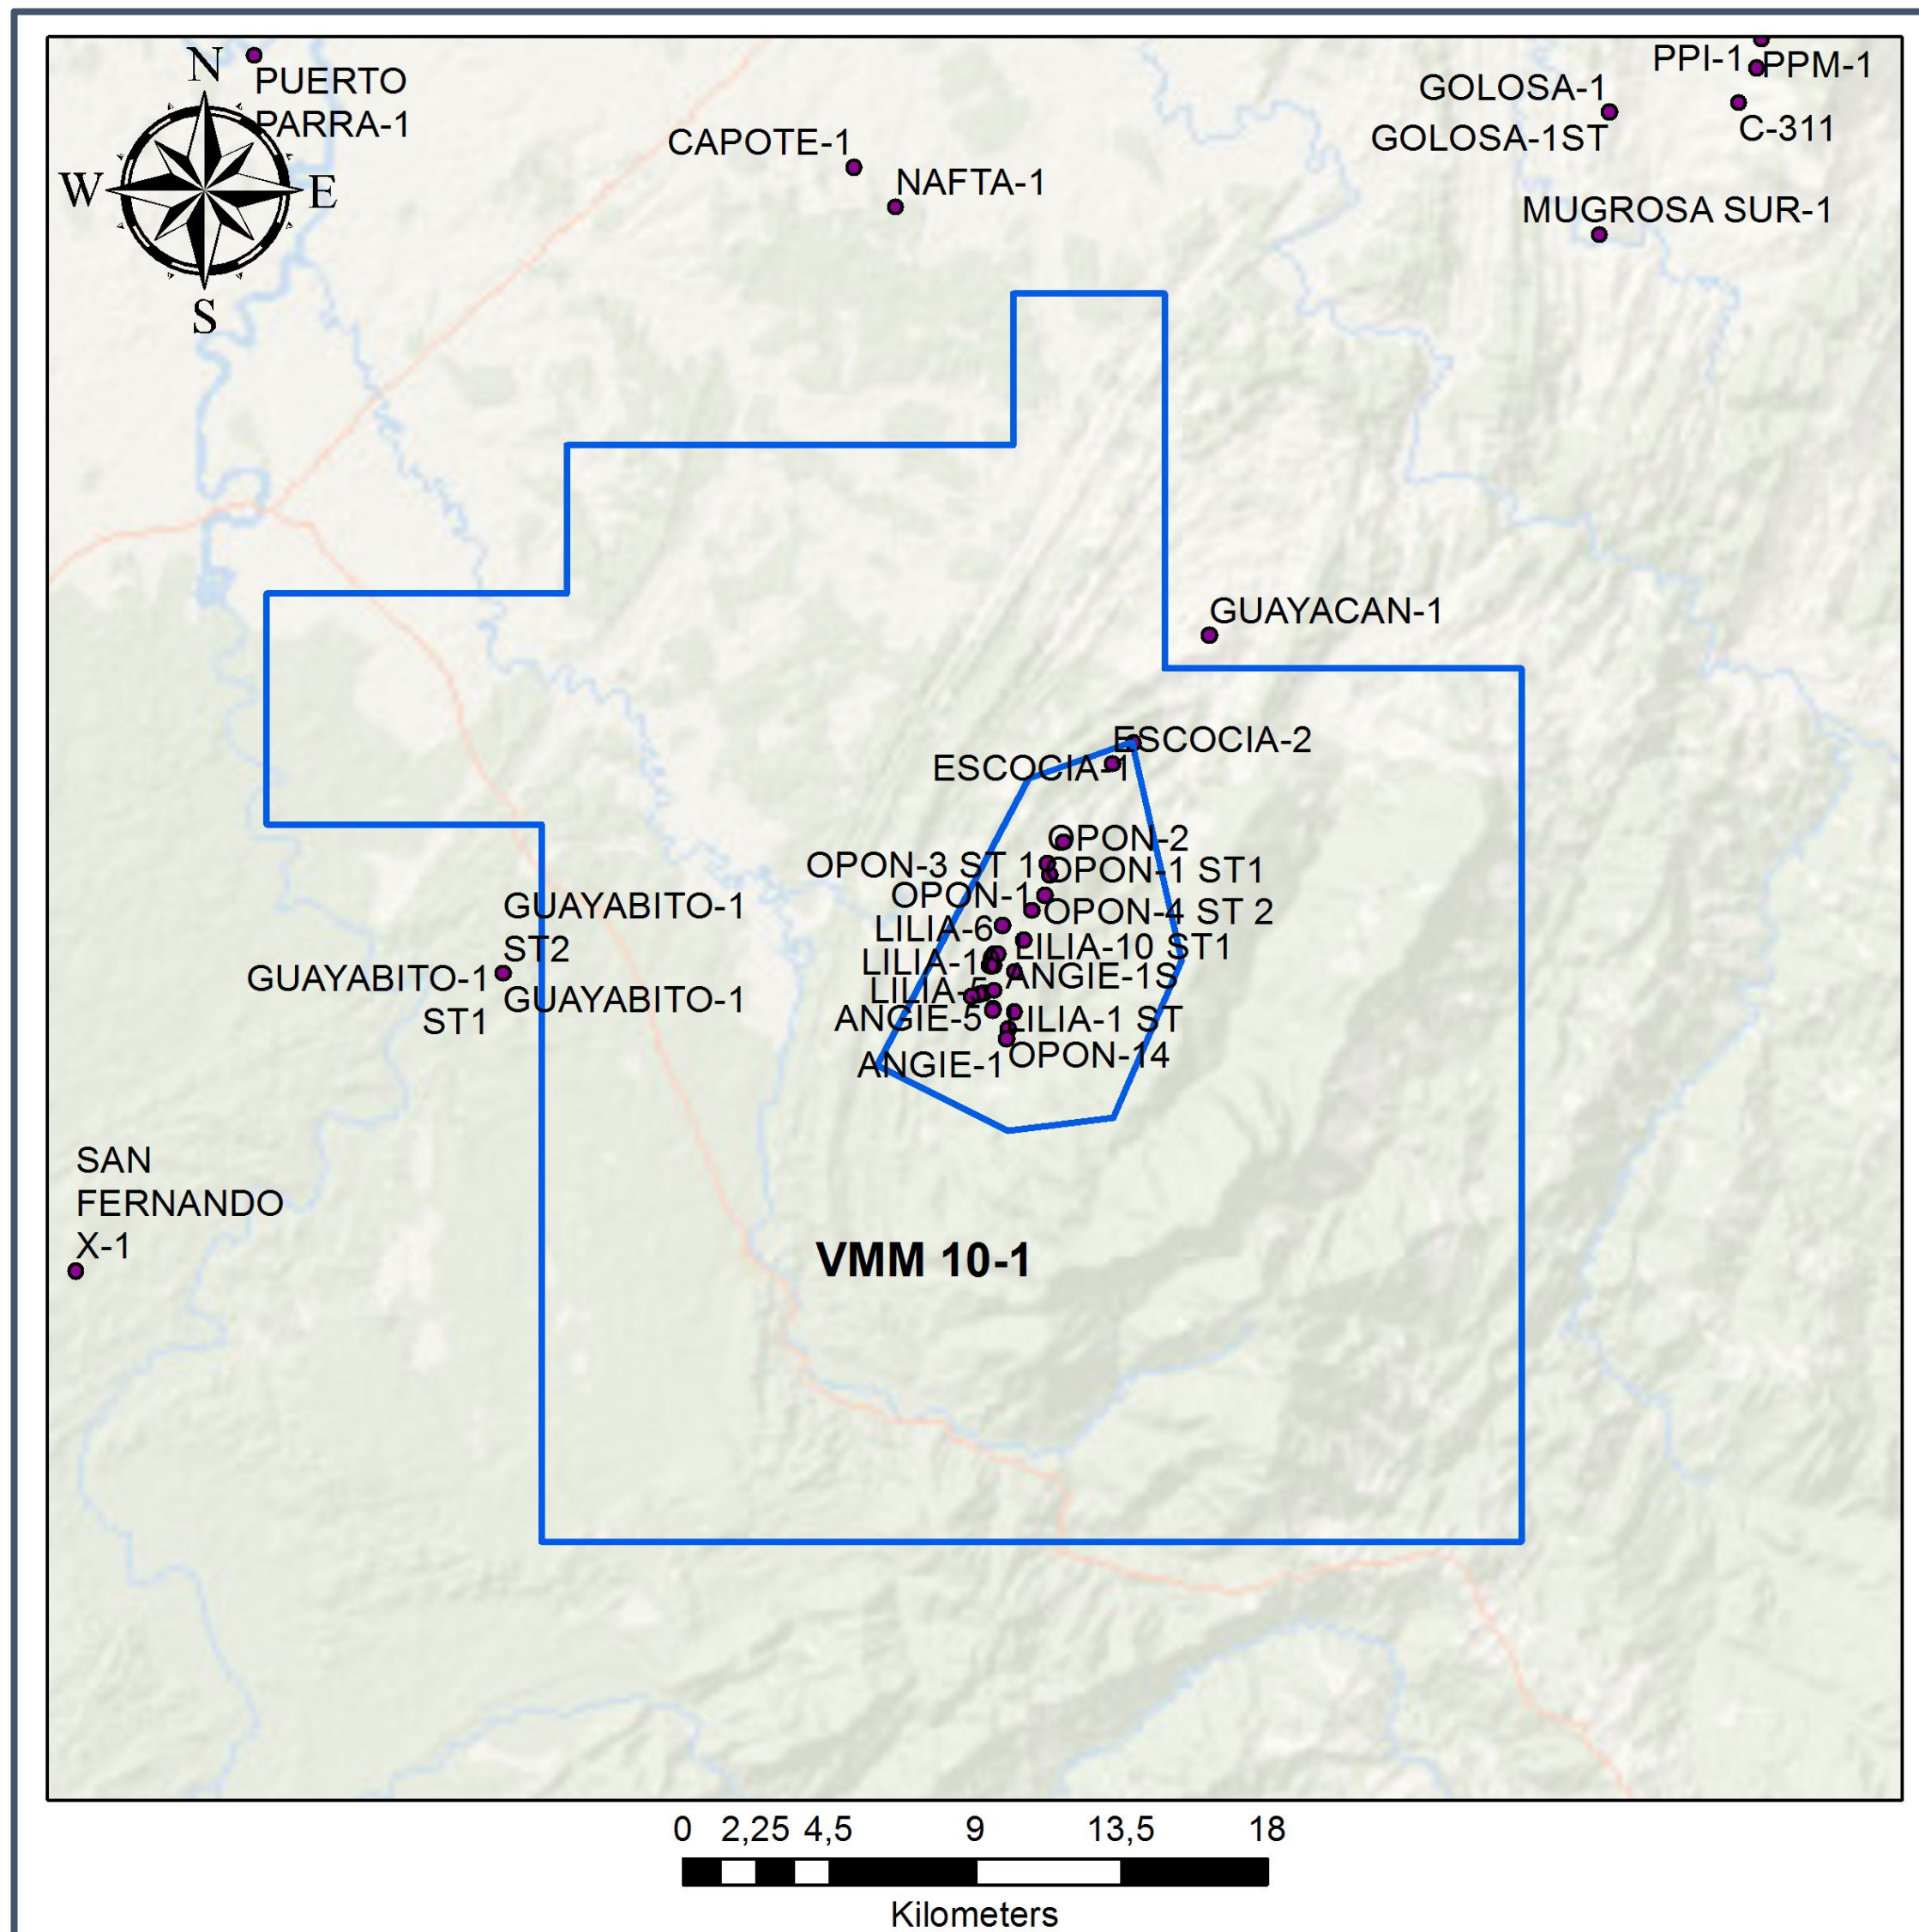 N
W
E
S
PUERTO
PARRA-1
CAPOTE-1
NAFTA-1
GOLOSA-1
GOLOSA-1ST
PPI-1
PPM-1
C-311
MUGROSA SUR-1
GUAYACAN-1
ESCOCIA-2
ESCOCIA-1
OPON-2
OPON-3 ST 1
OPON-1 ST1
OPON-1
OPON-4 ST 2
LILIA-6
LILIA-10 ST1
LILIA-10
ANGIE-1S
LILIA-5
ANGIE-5
LILIA-1 ST
OPON-14
ANGIE-1
GUAYABITO-1
ST2
GUAYABITO-1
ST1
GUAYABITO-1
SAN
FERNANDO
X-1
VMM 10-1
0 2,25 4,5 9 13,5 18
Kilometers